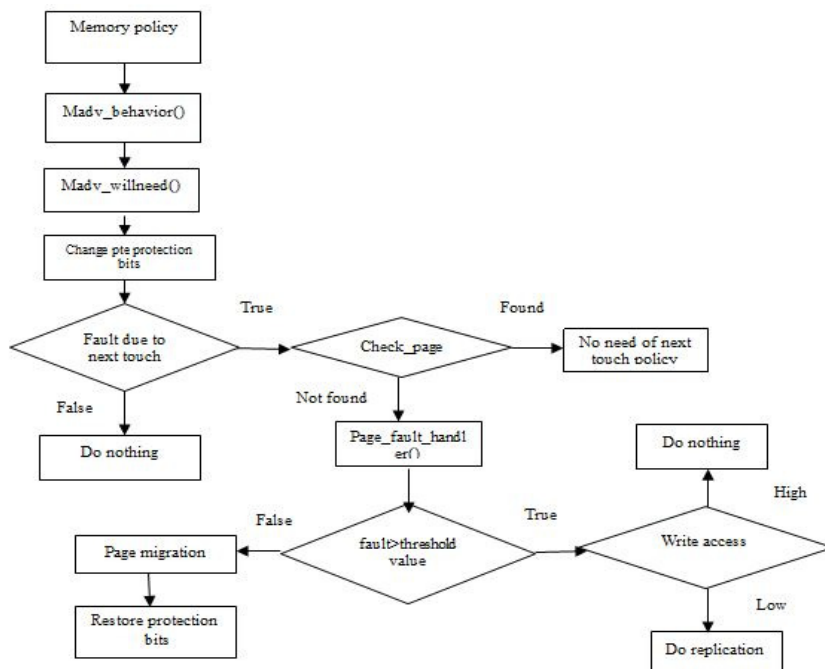 Memory policy
Madv_behavior()
Madv_willneed()
Change pte protection
bits
True
Found
Fault due to
next touch
Check_page
No need of next
touch policy
False
Not found
Do nothing
Page_fault_handl
er()
Do nothing
High
False
True
Page migration
fault>threshold
value
Write access
Restore protection
bits
Low
Do replication